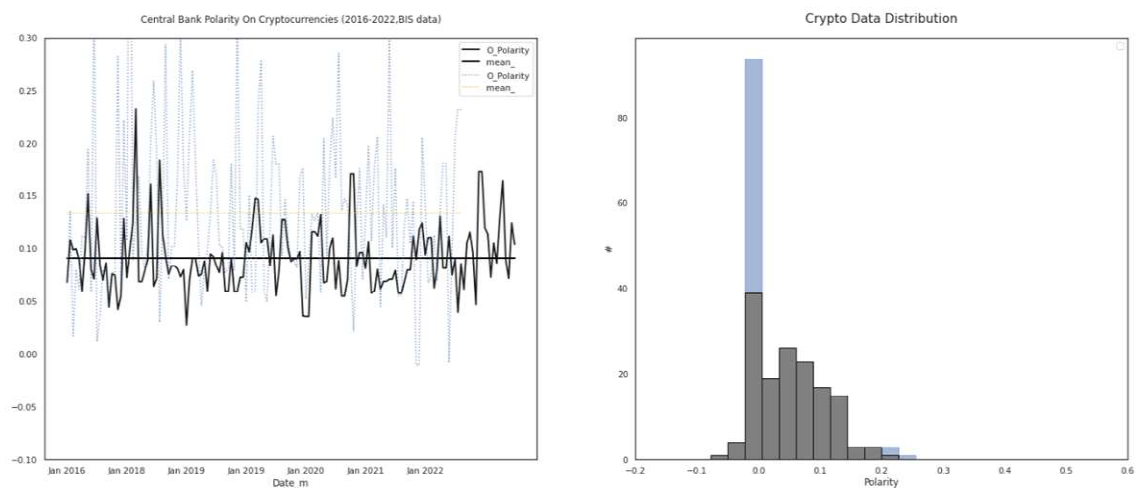 Central Bank Polarity On Cryptocurrencies (2016-2022,BIS data)
0.30
0.25
0.20
0.15
0.10
0.05
0.00
−0.05
−0.10
O_Polarity
mean_
O_Polarity
mean_
Jan 2016 Jan 2018 Jan 2019 Jan 2019 Jan 2020 Jan 2021 Jan 2022
Date_m
Crypto Data Distribution
#
80
60
40
20
0
−0.2 −0.1 0.0 0.1 0.2 0.3 0.4 0.5 0.6
Polarity